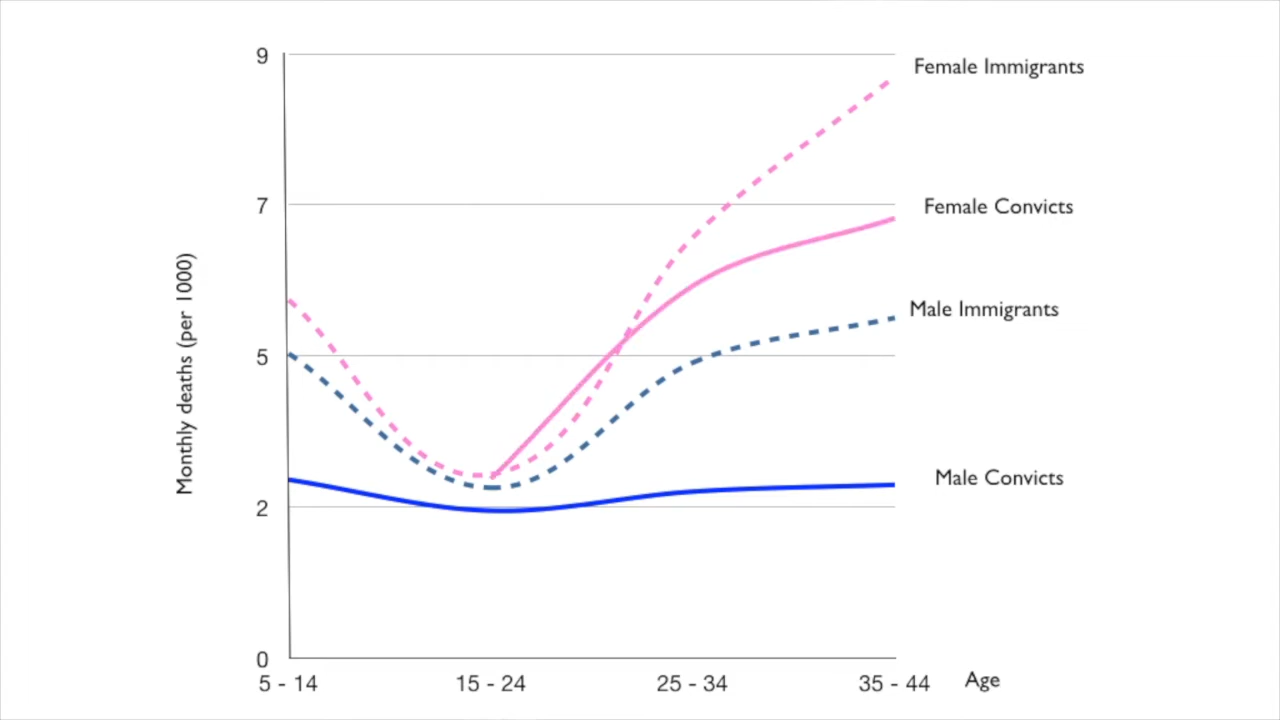 9
Female Immigrants
7
Female Convicts
Monthly deaths (per 1000)
Male Immigrants
5
Male Convicts
2
0
5 - 14
15 - 24
25 - 34
35 - 44
Age